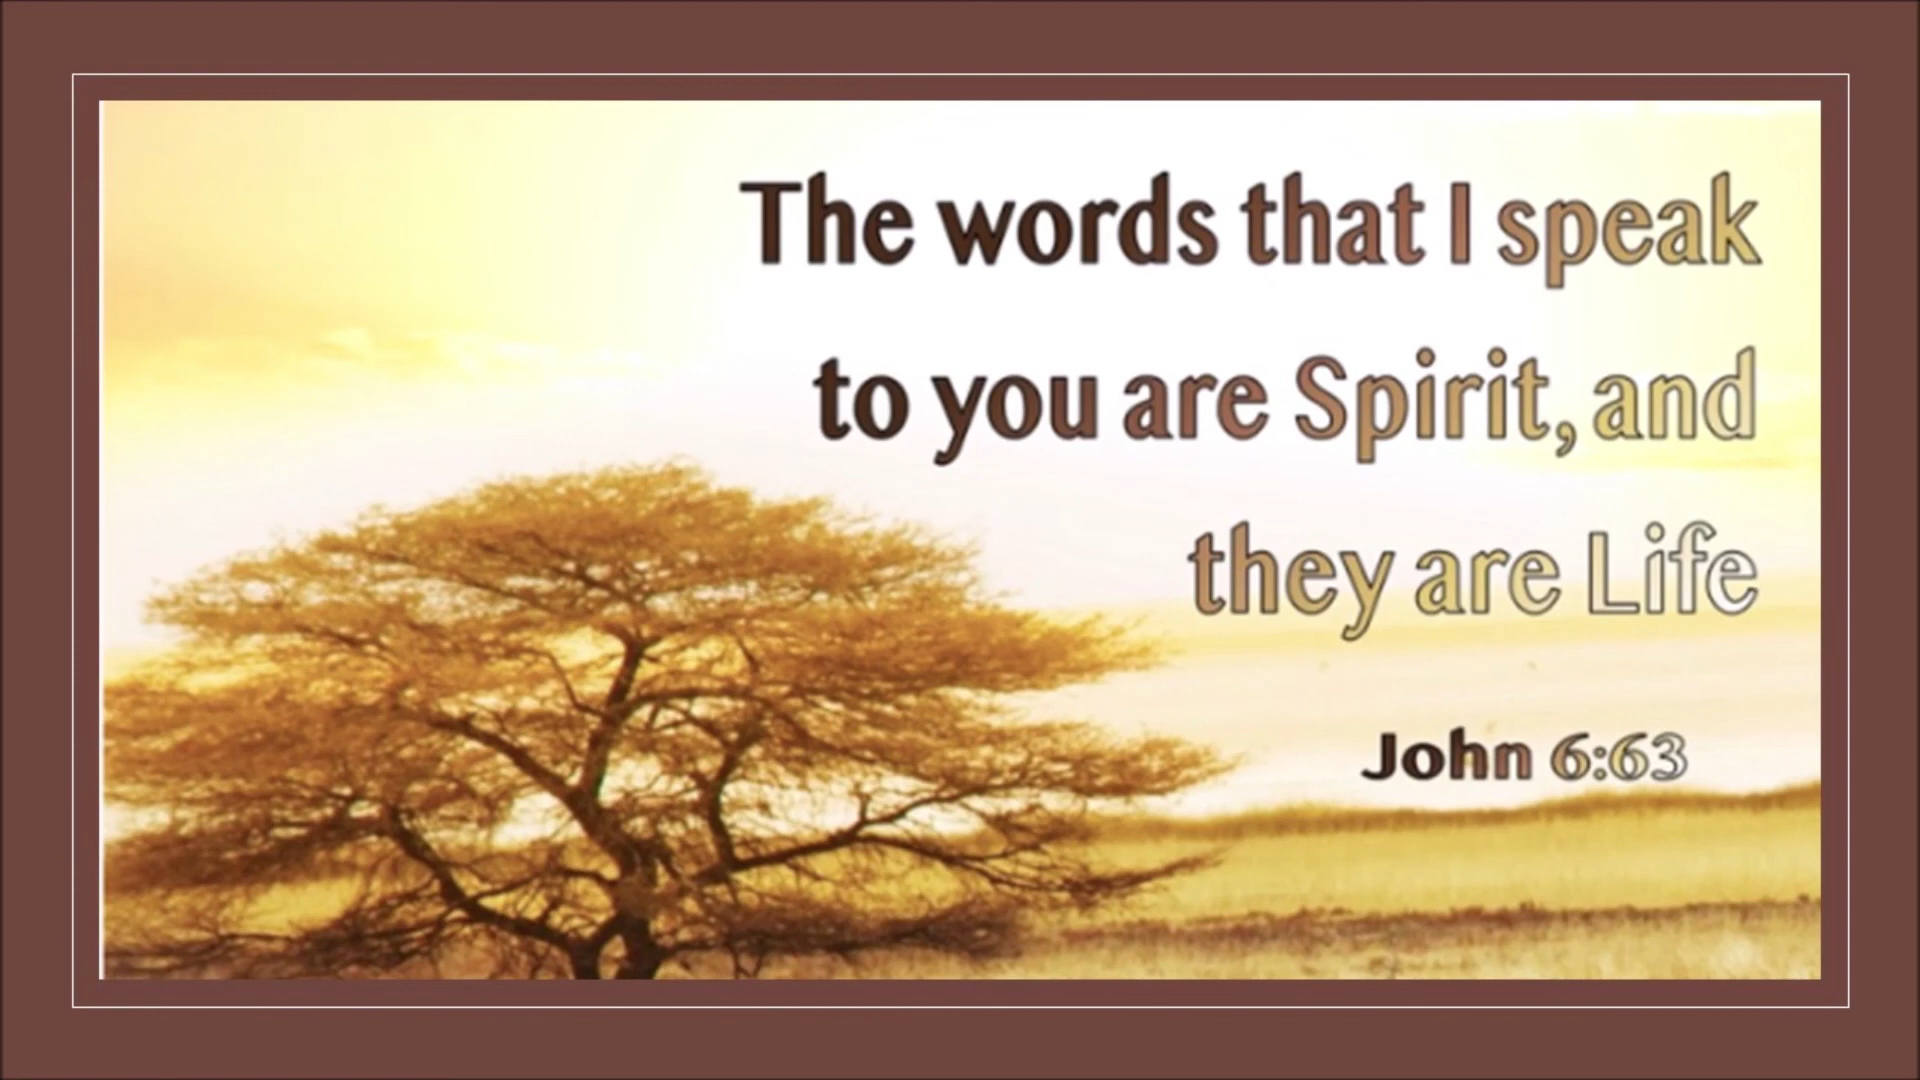 The words that I speak
to you are Spirit, and
they are Life
John 6:63